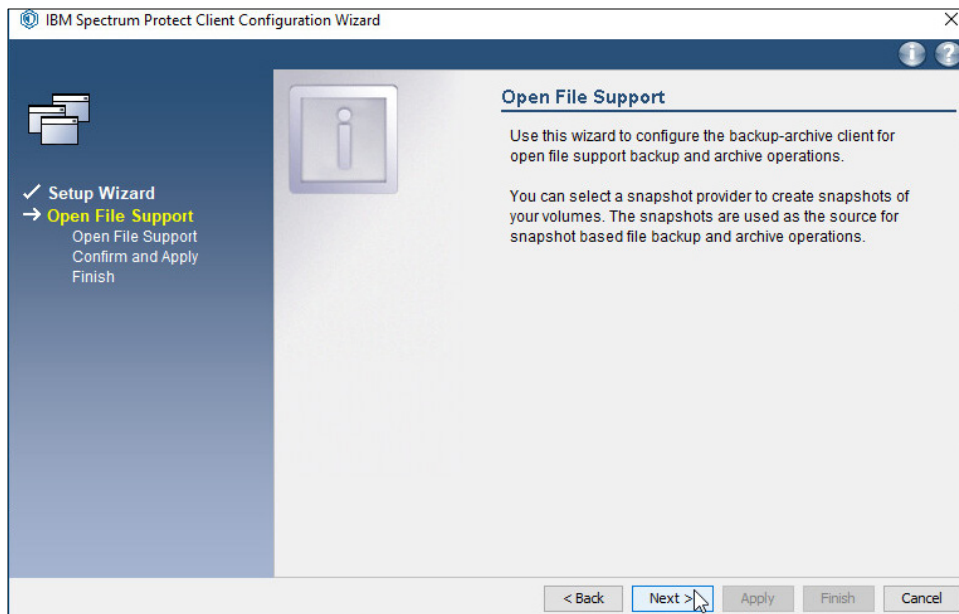 IBM Spectrum Protect Client Configuration Wizard
Setup Wizard
Open File Support
Open File Support
Confirm and Apply
Finish
Open File Support
Use this wizard to configure the backup-archive client for
open file support backup and archive operations.
You can select a snapshot provider to create snapshots of
your volumes. The snapshots are used as the source for
snapshot based file backup and archive operations.
< Back Next > Apply Finish Cancel